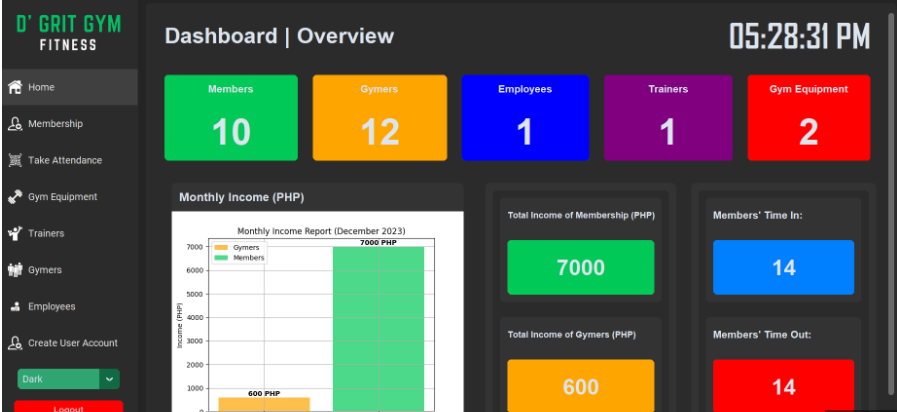 D' GRIT GYM
FITNESS
Home
Membership
Take Attendance
Gym Equipment
Trainers
Gymers
Employees
Create User Account
Dark
Logout
Dashboard | Overview
05:28:31 PM
Members
10
Gymers
12
Employees
1
Trainers
1
Gym Equipment
2
Monthly Income (PHP)
Monthly Income Report (December 2023)
Gymers
Members
7000 PHP
600 PHP
Income (PHP)
7000
6000
5000
4000
3000
2000
1000
0
Total Income of Membership (PHP)
7000
Total Income of Gymers (PHP)
600
Members' Time In:
14
Members' Time Out:
14